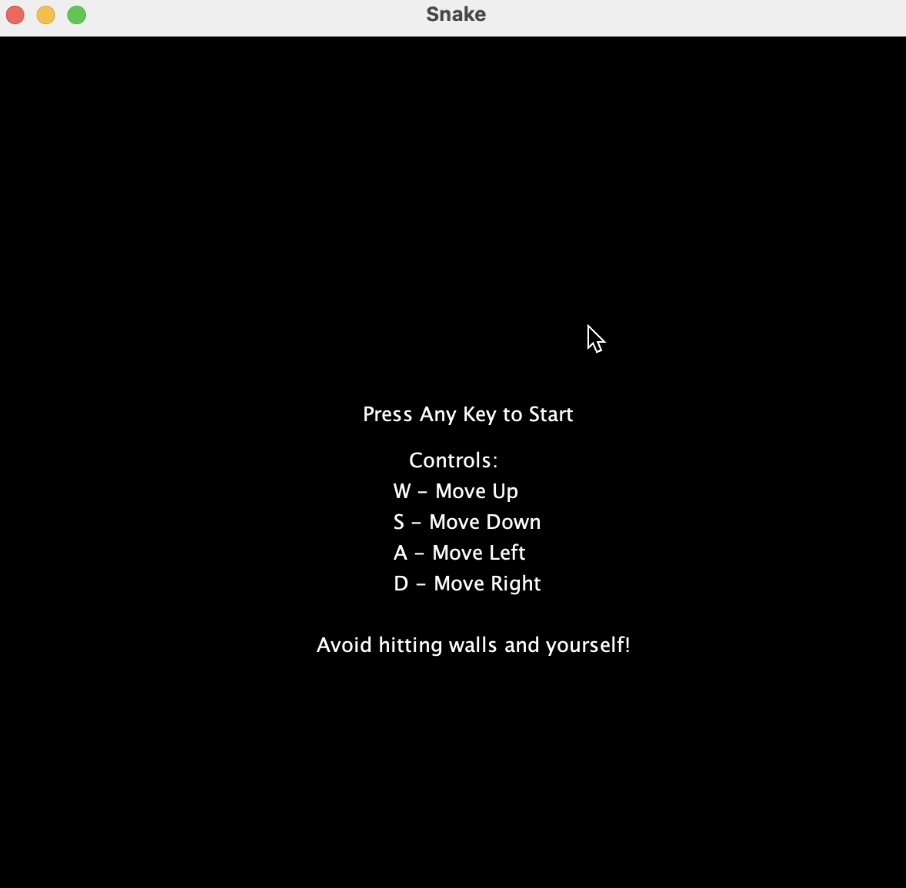 Snake
Press Any Key to Start
Controls:
W – Move Up
S – Move Down
A – Move Left
D – Move Right
Avoid hitting walls and yourself!